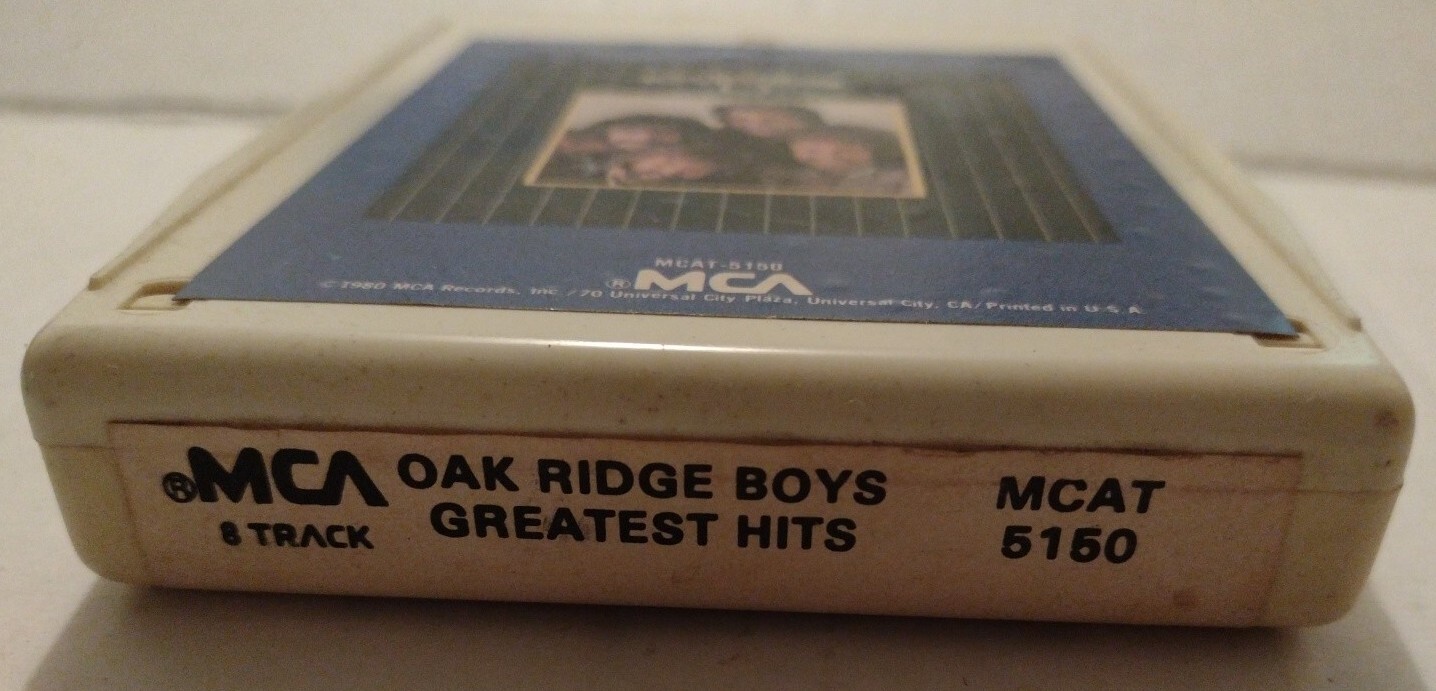 MCAT-5150
® MCA
©1980 MCA Records, Inc./70 Universal City Plaza, Universal City, CA/Printed in U.S.A.
® MCA OAK RIDGE BOYS MCAT
8 TRACK GREATEST HITS 5150